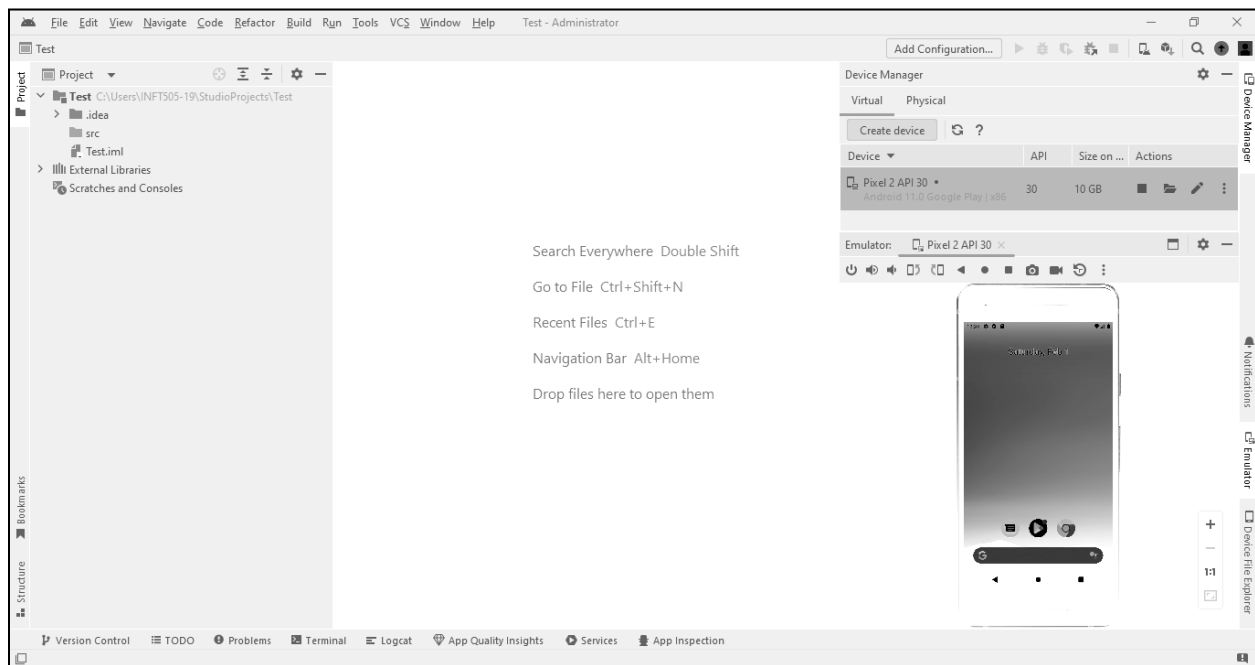 File Edit View Navigate Code Refactor Build Run Tools VCS Window Help Test - Administrator
Test
Add Configuration...
Project
Project
Test C:\Users\INFT505-19\StudioProjects\Test
.idea
src
Test.iml
External Libraries
Scratches and Consoles
Bookmarks
Structure
Search Everywhere Double Shift
Go to File Ctrl+Shift+N
Recent Files Ctrl+E
Navigation Bar Alt+Home
Drop files here to open them
Device Manager
Virtual Physical
Create device ?
Device API Size on ... Actions
Pixel 2 API 30 30 10 GB
Android 11.0 Google Play | x86
Emulator: Pixel 2 API 30
Saturday, Feb
G
1:1
Device Manager
Notifications
Emulator
Device File Explorer
Version Control TODO Problems Terminal Logcat App Quality Insights Services App Inspection